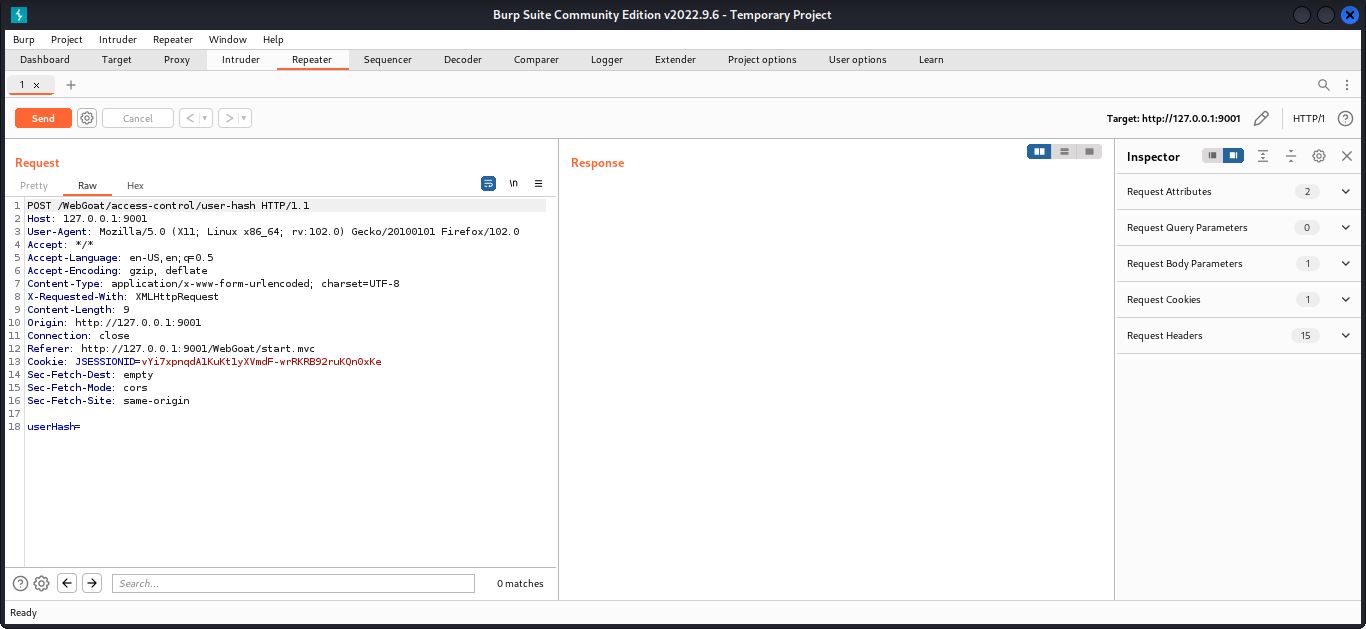 Burp Suite Community Edition v2022.9.6 - Temporary Project
Burp Project Intruder Repeater Window Help
Dashboard Target Proxy Intruder Repeater Sequencer Decoder Comparer Logger Extender Project options User options Learn
1 × +
Send Cancel < > Target: http://127.0.0.1:9001 HTTP/1 ?
Request
Pretty Raw Hex \n
1 POST /WebGoat/access-control/user-hash HTTP/1.1
2 Host: 127.0.0.1:9001
3 User-Agent: Mozilla/5.0 (X11; Linux x86_64; rv:102.0) Gecko/20100101 Firefox/102.0
4 Accept: */*
5 Accept-Language: en-US,en;q=0.5
6 Accept-Encoding: gzip, deflate
7 Content-Type: application/x-www-form-urlencoded; charset=UTF-8
8 X-Requested-With: XMLHttpRequest
9 Content-Length: 9
10 Origin: http://127.0.0.1:9001
11 Connection: close
12 Referer: http://127.0.0.1:9001/WebGoat/start.mvc
13 Cookie: JSESSIONID=vYi7xpnqdA1KuKt1yXVmdF-wrRKRB92ruKQn0xKe
14 Sec-Fetch-Dest: empty
15 Sec-Fetch-Mode: cors
16 Sec-Fetch-Site: same-origin
17
18 userHash=
? Search... 0 matches
Response
Inspector
Request Attributes 2
Request Query Parameters 0
Request Body Parameters 1
Request Cookies 1
Request Headers 15
Ready